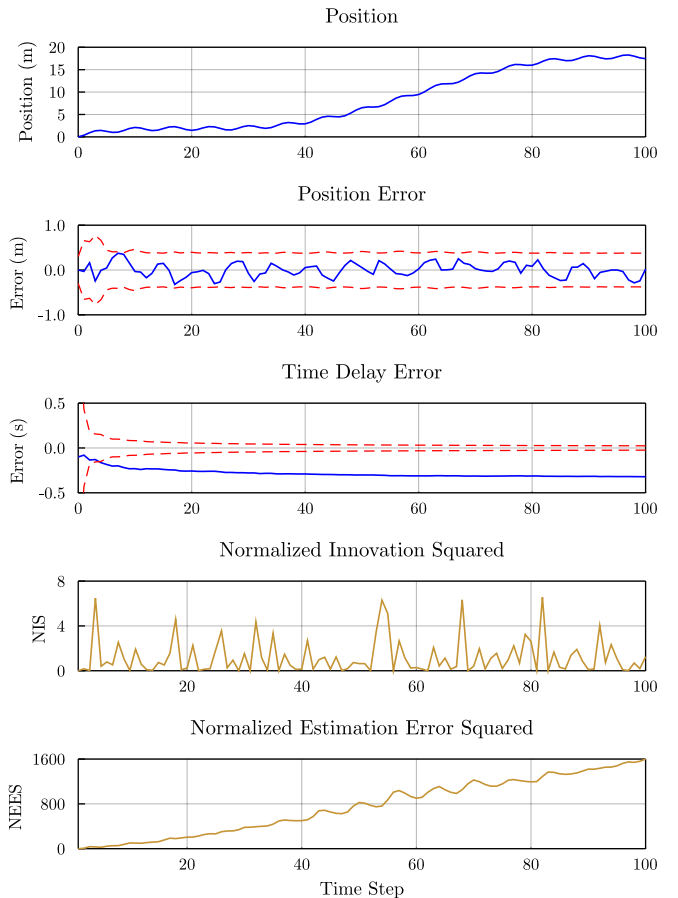 Position
Position (m)
20
15
10
5
0
0 20 40 60 80 100
Position Error
Error (m)
1.0
0.0
-1.0
0 20 40 60 80 100
Time Delay Error
Error (s)
0.5
0.0
-0.5
0 20 40 60 80 100
Normalized Innovation Squared
NIS
8
4
0
20 40 60 80 100
Normalized Estimation Error Squared
NEES
1600
800
0
20 40 60 80 100
Time Step